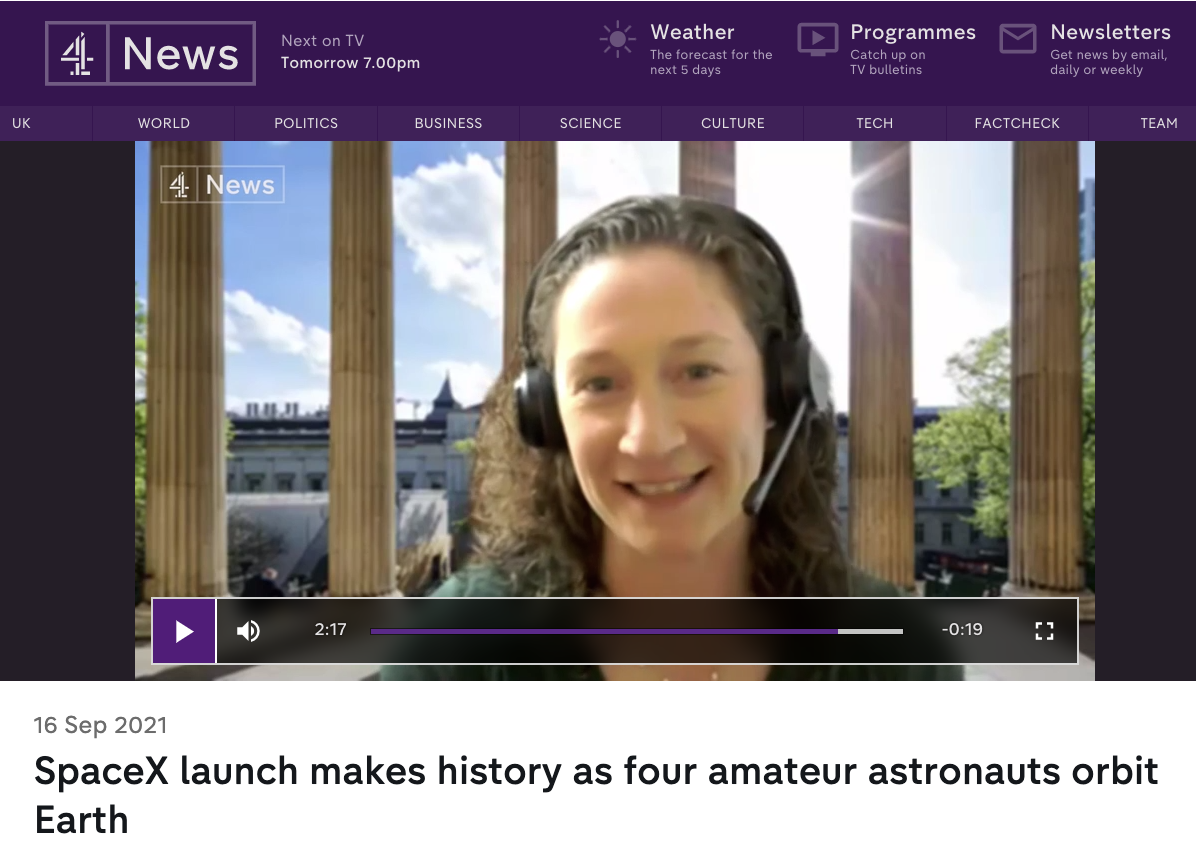 4 News
Next on TV
Tomorrow 7.00pm
Weather
The forecast for the
next 5 days
Programmes
Catch up on
TV bulletins
Newsletters
Get news by email,
daily or weekly
UK WORLD POLITICS BUSINESS SCIENCE CULTURE TECH FACTCHECK TEAM
4 News
2:17 -0:19
16 Sep 2021
SpaceX launch makes history as four amateur astronauts orbit
Earth